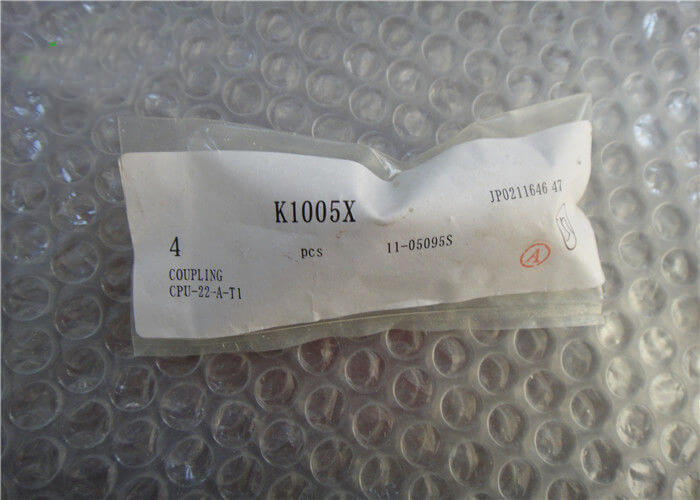 JP0211646 47
K1005X
4 pcs 11-05095S
COUPLING
CPU-22-A-T1
A